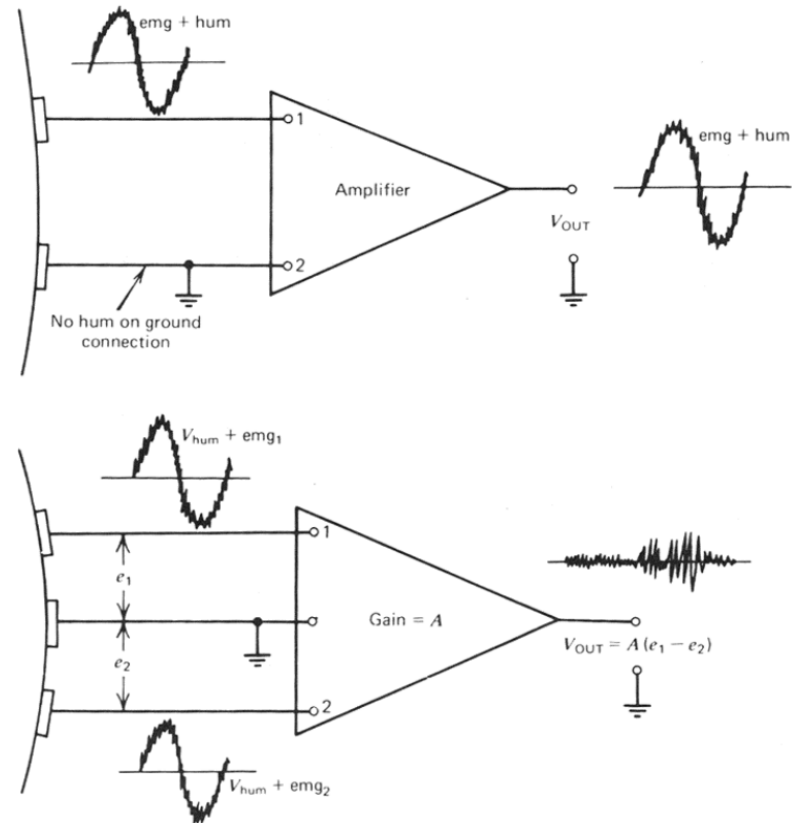 emg + hum
1
emg + hum
Amplifier
V_OUT
2
No hum on ground
connection
V_hum + emg_1
1
e_1
Gain = A
V_OUT = A (e_1 − e_2)
e_2
2
V_hum + emg_2